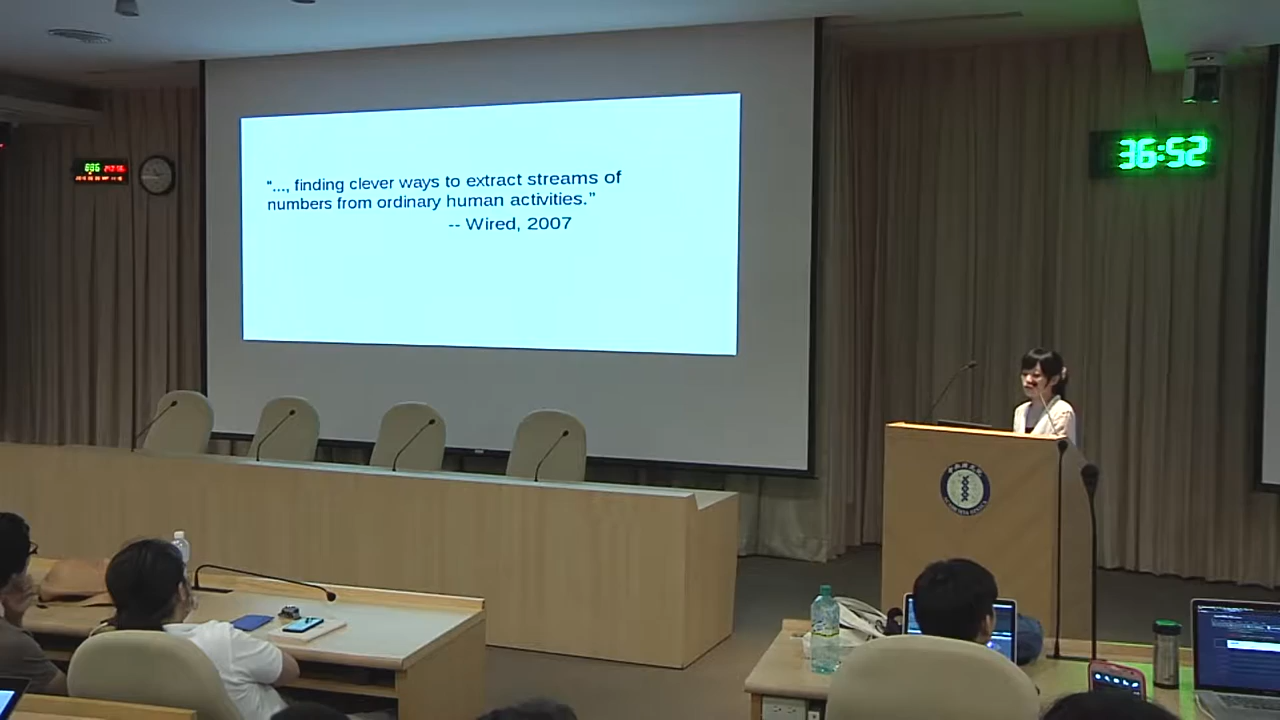 “..., finding clever ways to extract streams of
numbers from ordinary human activities.”
-- Wired, 2007
36:52